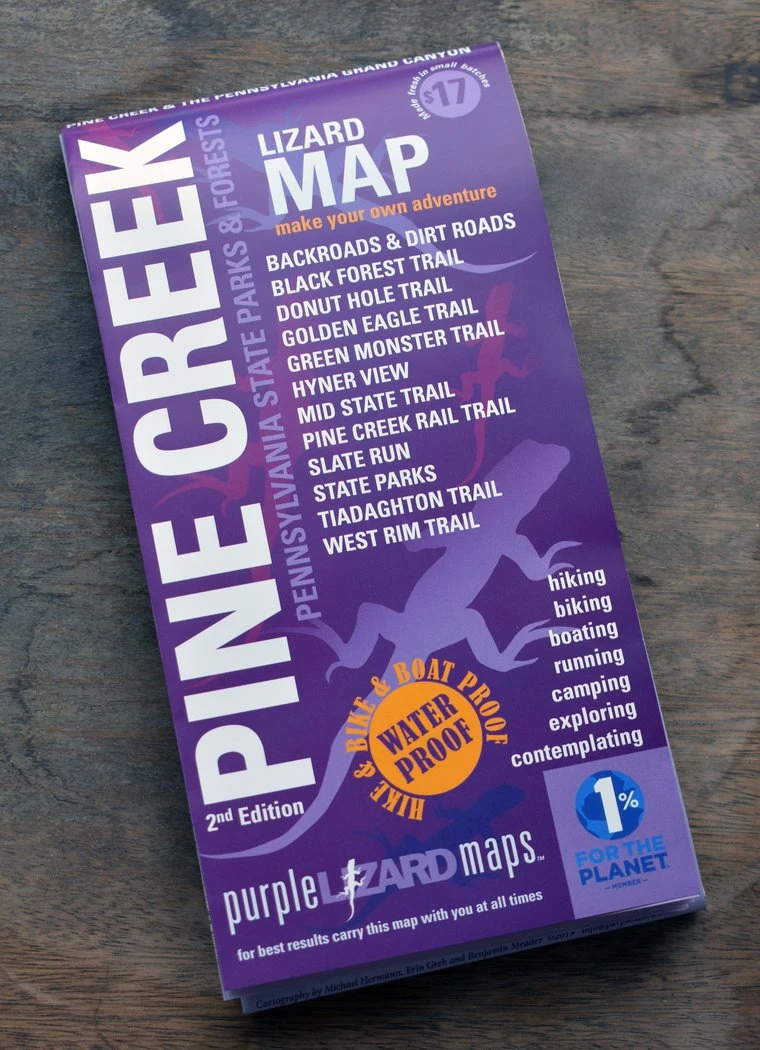 PINE CREEK & THE PENNSYLVANIA GRAND CANYON
Made fresh in small batches
$17
PINE CREEK
PENNSYLVANIA STATE PARKS & FORESTS
LIZARD
MAP
make your own adventure
BACKROADS & DIRT ROADS
BLACK FOREST TRAIL
DONUT HOLE TRAIL
GOLDEN EAGLE TRAIL
GREEN MONSTER TRAIL
HYNER VIEW
MID STATE TRAIL
PINE CREEK RAIL TRAIL
SLATE RUN
STATE PARKS
TIADAGHTON TRAIL
WEST RIM TRAIL
hiking
biking
boating
running
camping
exploring
contemplating
HIKE & BIKE & BOAT PROOF
WATER
PROOF
2nd Edition
1%
FOR THE
PLANET
MEMBER
purple LIZARD maps™
for best results carry this map with you at all times
Cartography by Michael Hermann, Erin Greb and Benjamin Meader ©2019